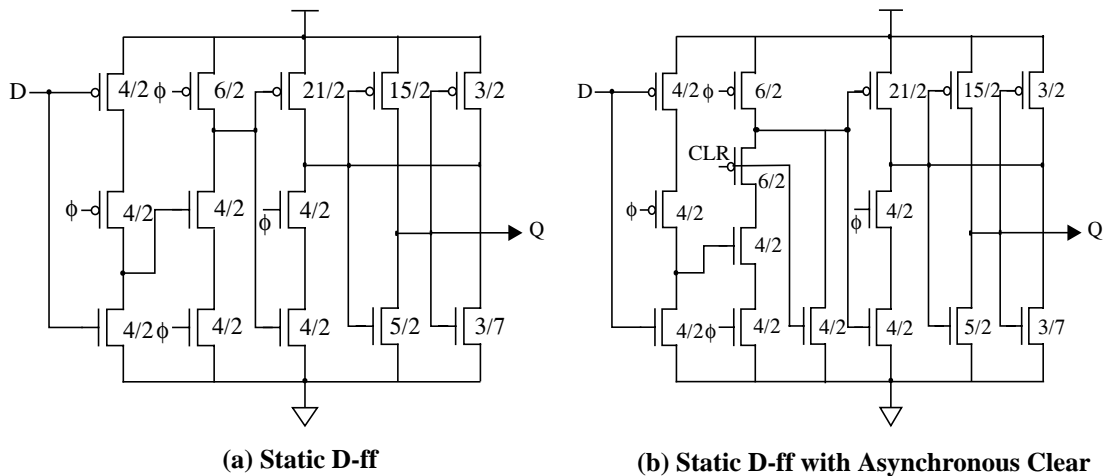 D
4/2
ϕ
6/2
21/2
15/2
3/2
ϕ
4/2
4/2
ϕ
4/2
Q
4/2
ϕ
4/2
4/2
5/2
3/7
(a) Static D-ff
D
4/2
ϕ
6/2
21/2
15/2
3/2
CLR
6/2
ϕ
4/2
ϕ
4/2
4/2
Q
4/2
ϕ
4/2
4/2
4/2
5/2
3/7
(b) Static D-ff with Asynchronous Clear